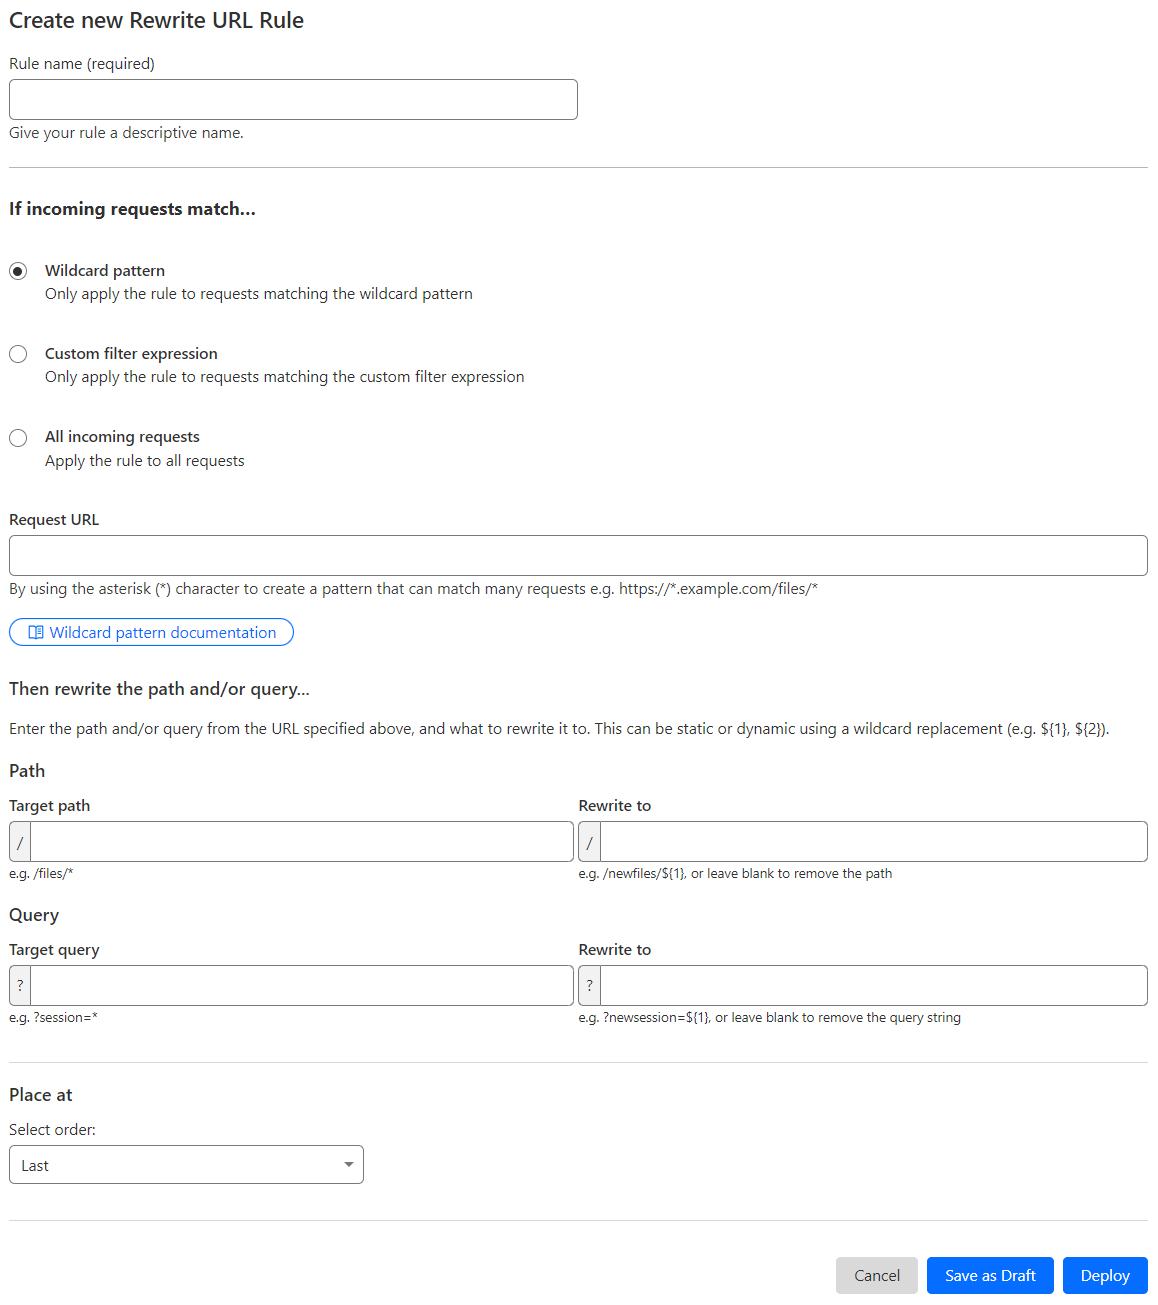 Create new Rewrite URL Rule
Rule name (required)
Give your rule a descriptive name.
If incoming requests match…
Wildcard pattern
Only apply the rule to requests matching the wildcard pattern
Custom filter expression
Only apply the rule to requests matching the custom filter expression
All incoming requests
Apply the rule to all requests
Request URL
By using the asterisk (*) character to create a pattern that can match many requests e.g. https://*.example.com/files/*
Wildcard pattern documentation
Then rewrite the path and/or query...
Enter the path and/or query from the URL specified above, and what to rewrite it to. This can be static or dynamic using a wildcard replacement (e.g. ${1}, ${2}).
Path
Target path
/
e.g. /files/*
Rewrite to
/
e.g. /newfiles/${1}, or leave blank to remove the path
Query
Target query
?
e.g. ?session=*
Rewrite to
?
e.g. ?newsession=${1}, or leave blank to remove the query string
Place at
Select order:
Last
Cancel
Save as Draft
Deploy